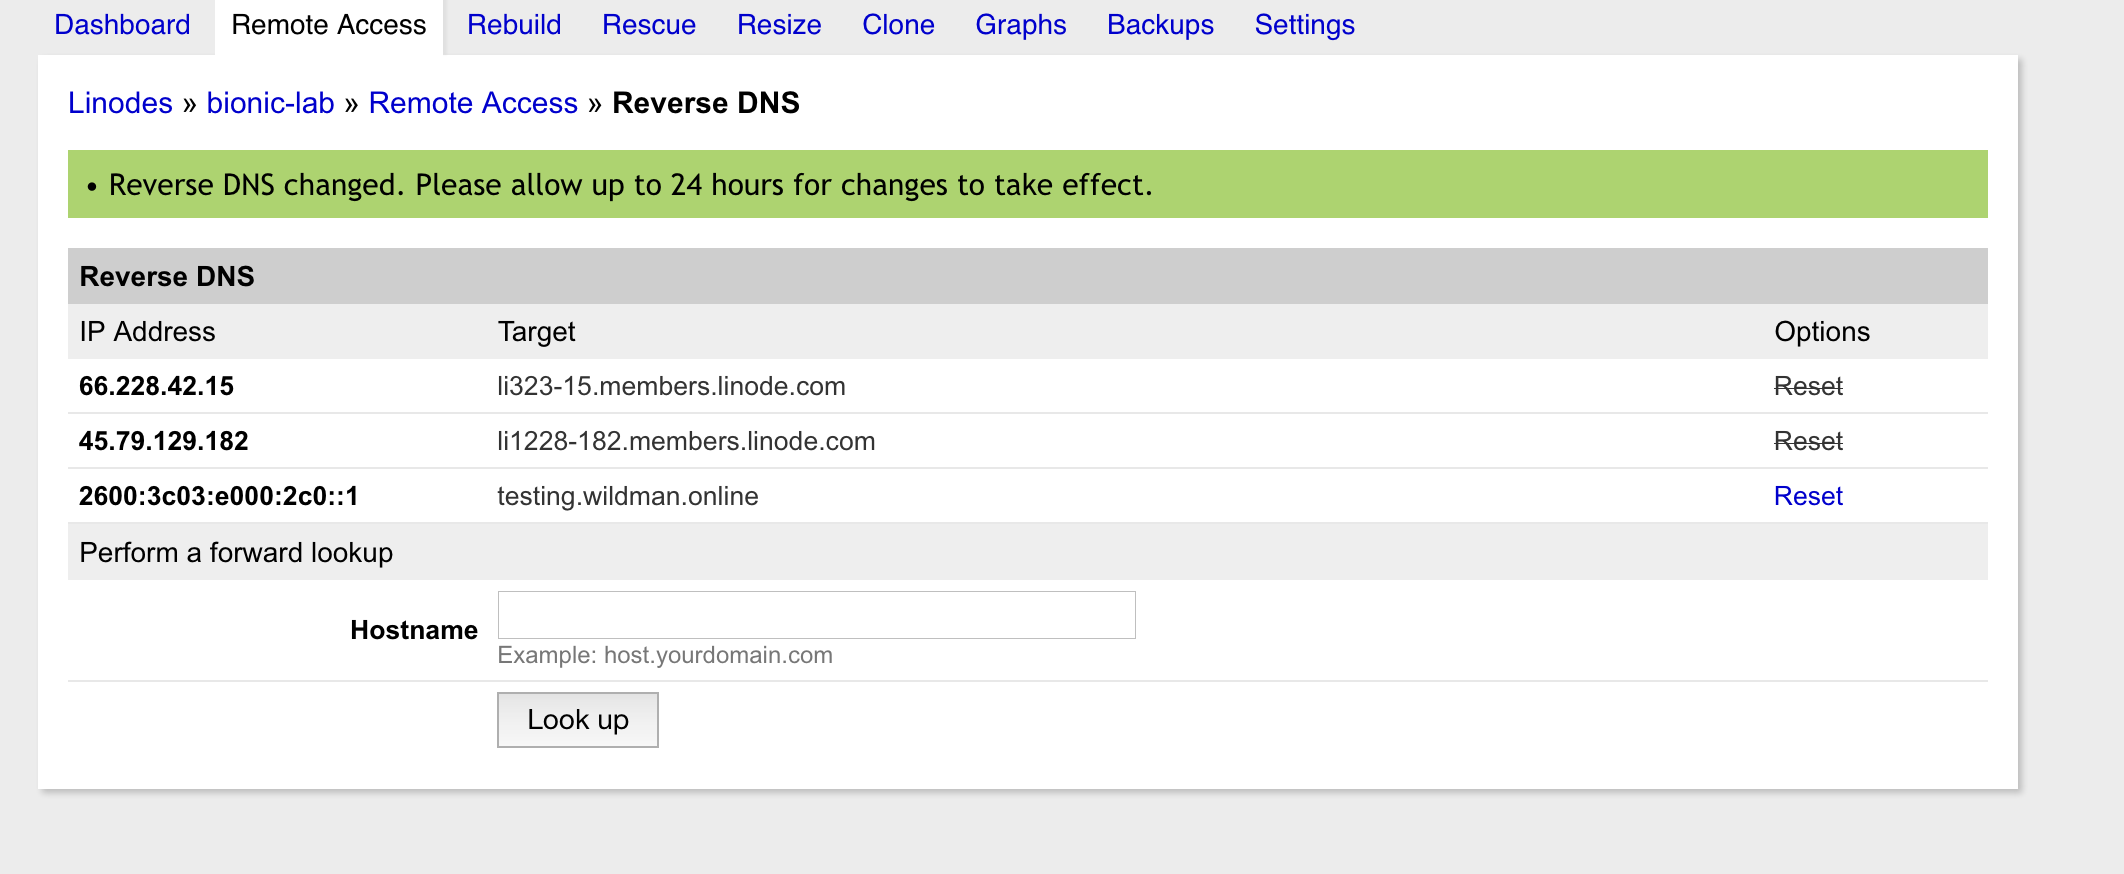 Dashboard Remote Access Rebuild Rescue Resize Clone Graphs Backups Settings
Linodes » bionic-lab » Remote Access » Reverse DNS
• Reverse DNS changed. Please allow up to 24 hours for changes to take effect.
Reverse DNS
IP Address Target Options
66.228.42.15 li323-15.members.linode.com Reset
45.79.129.182 li1228-182.members.linode.com Reset
2600:3c03:e000:2c0::1 testing.wildman.online Reset
Perform a forward lookup
Hostname
Example: host.yourdomain.com
Look up